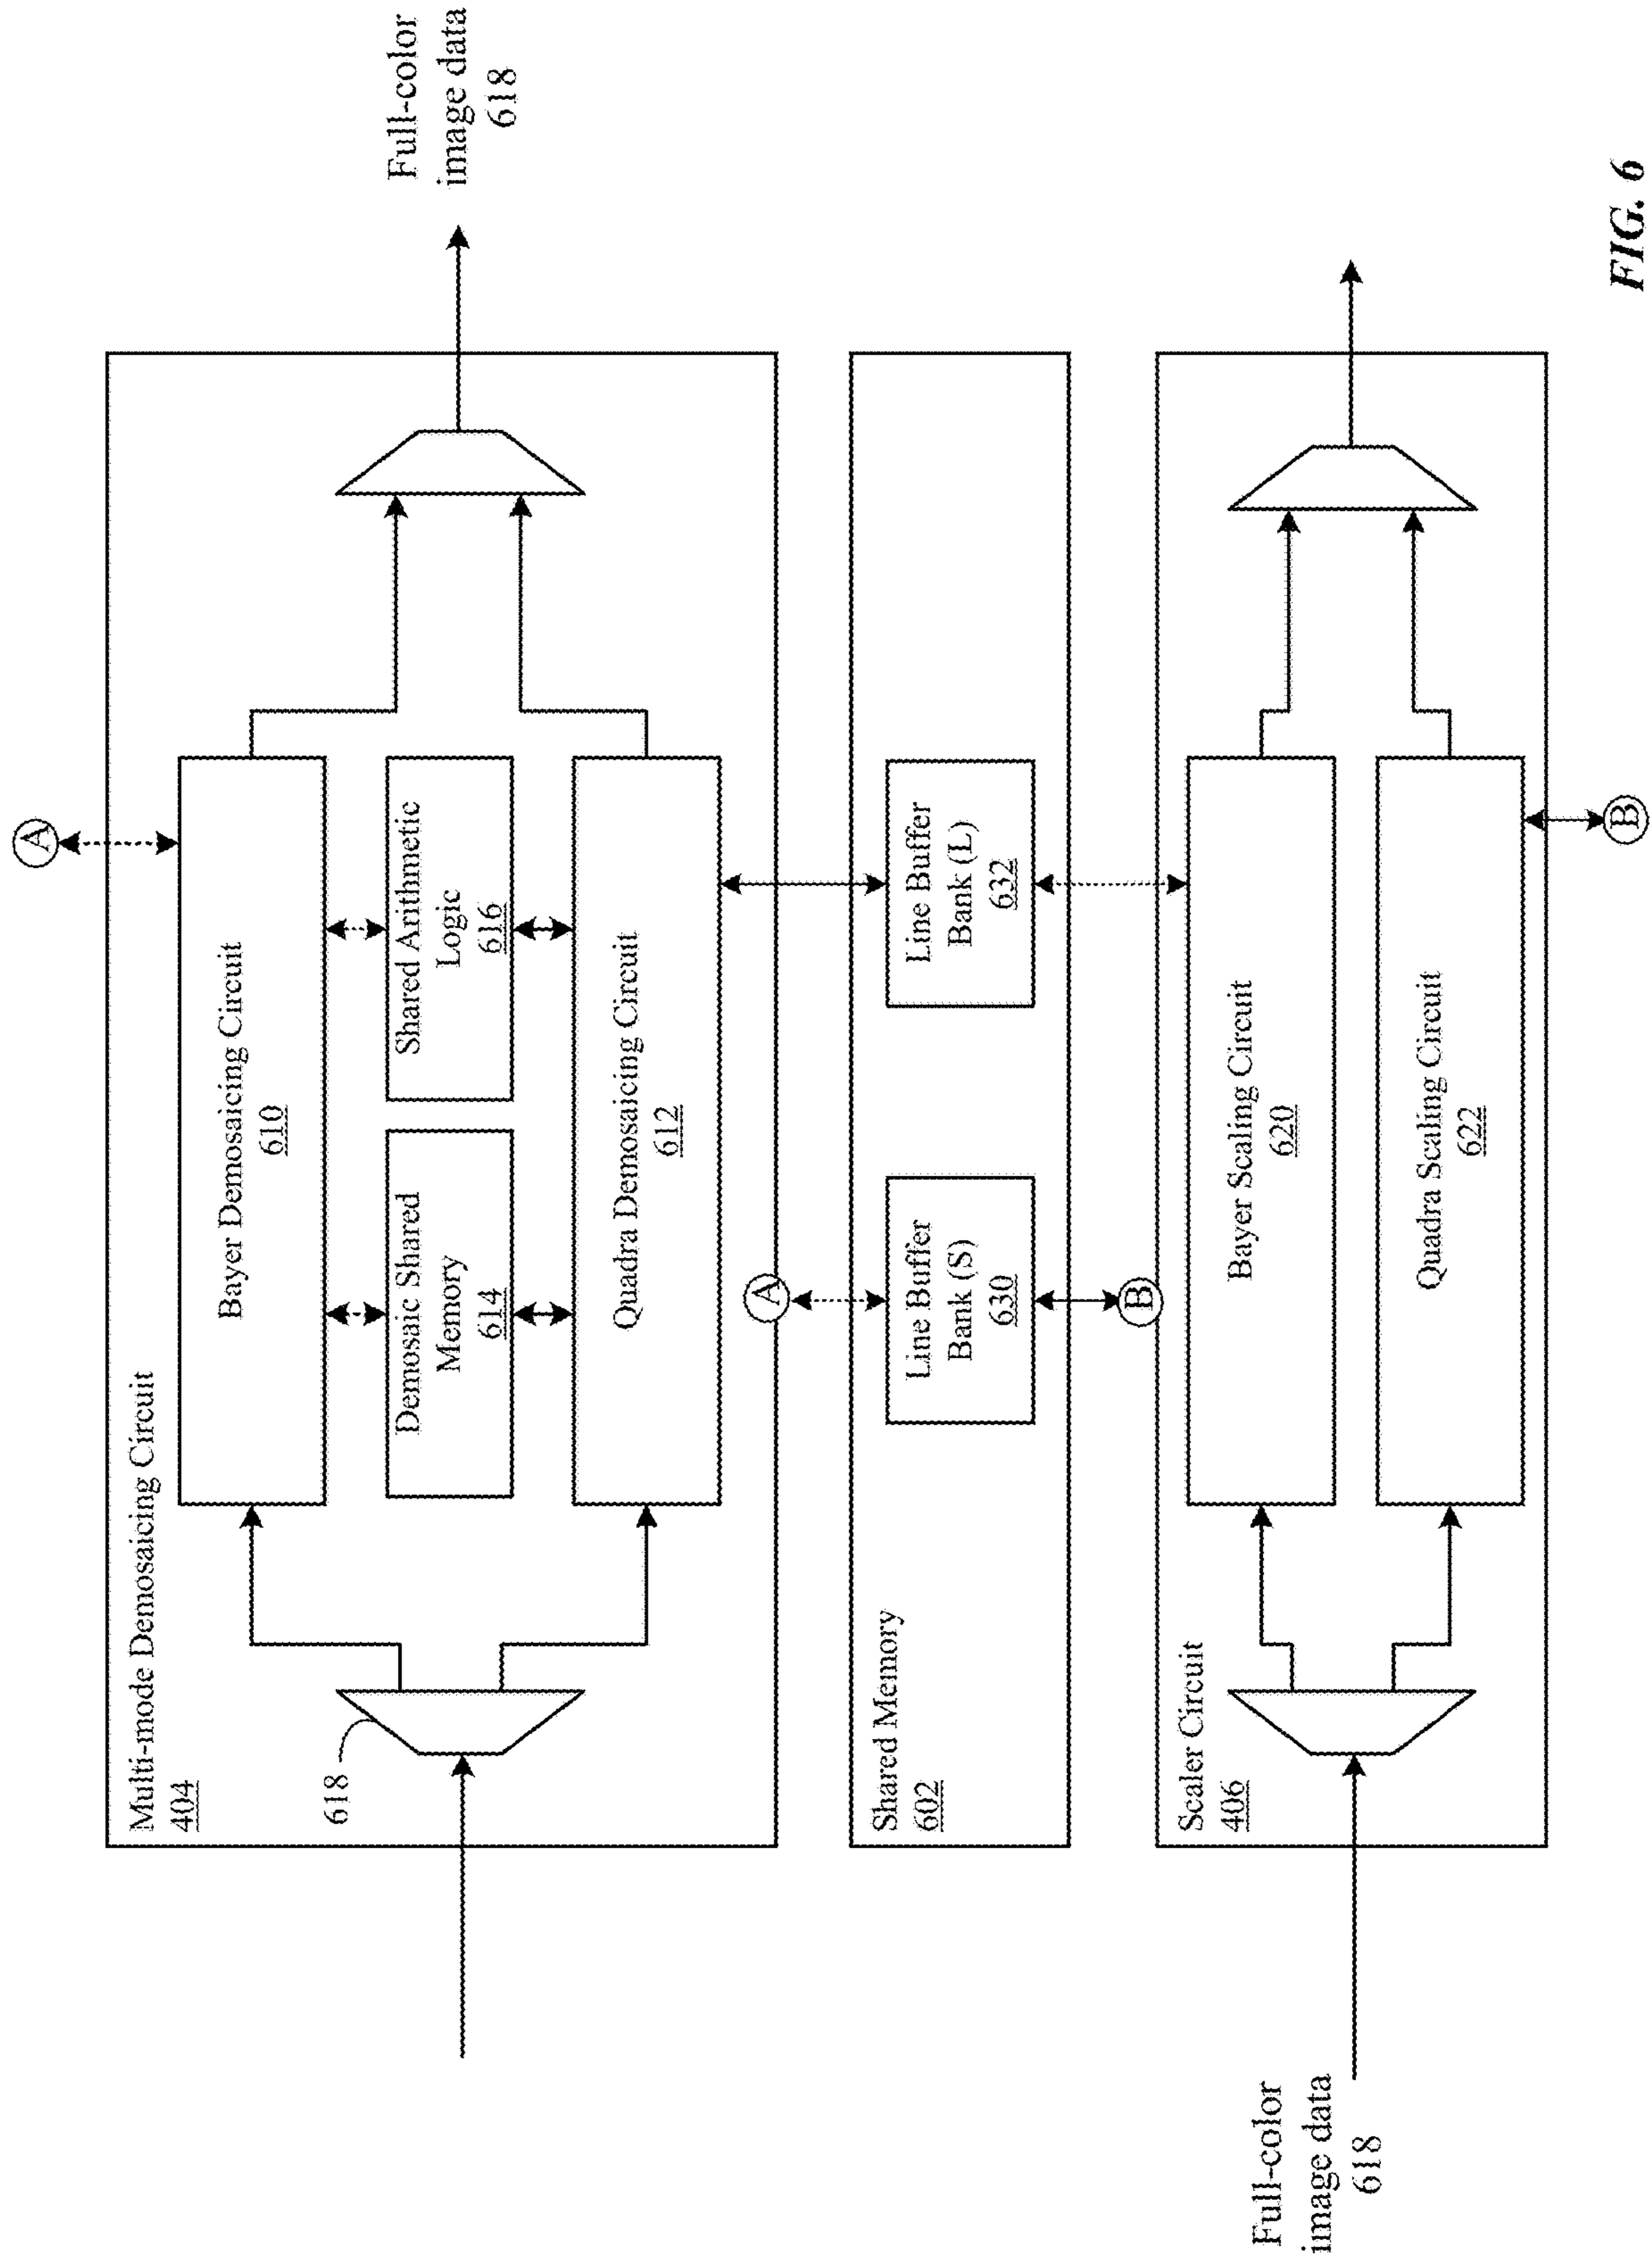 Multi-mode Demosaicing Circuit
404
618
Bayer Demosaicing Circuit
610
A
Demosaic Shared
Memory
614
Shared Arithmetic
Logic
616
Quadra Demosaicing Circuit
612
Full-color
image data
618
A
Shared Memory
602
Line Buffer
Bank (S)
630
Line Buffer
Bank (L)
632
B
Scaler Circuit
406
Full-color
image data
618
Bayer Scaling Circuit
620
Quadra Scaling Circuit
622
B
FIG. 6